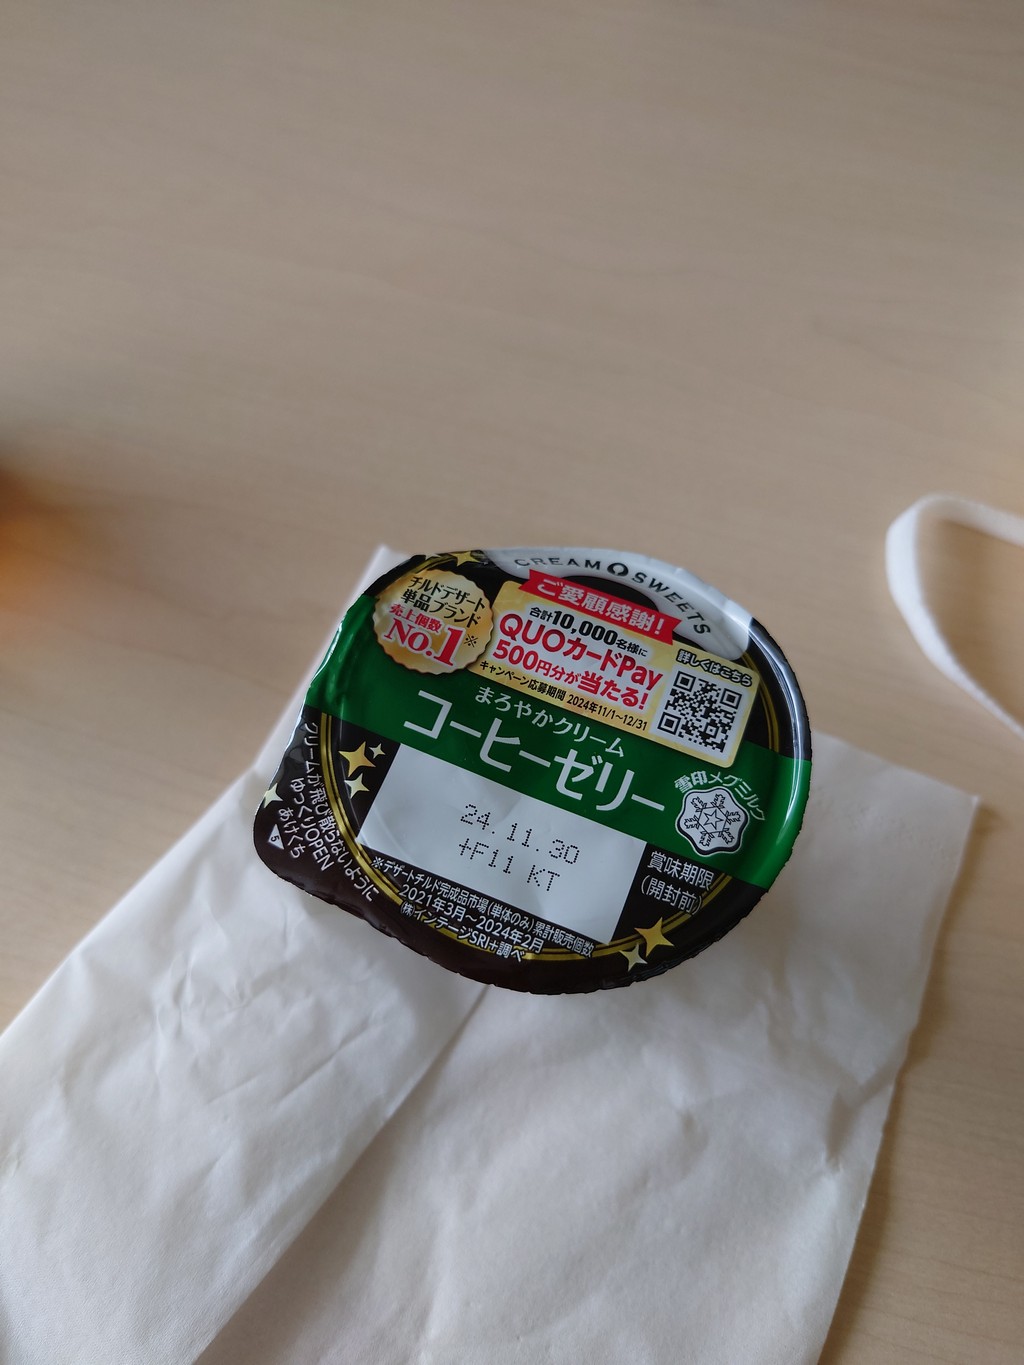 CREAM SWEETS
チルドデザート
単品ブランド
売上個数
No.1※
ご愛顧感謝!
合計10,000名様に
QUOカードPay
500円分が当たる!
キャンペーン応募期間 2024年11/1~12/31
詳しくはこちら
まろやかクリーム
コーヒーゼリー
雪印メグミルク
24.11.30
+F11 KT
賞味期限
(開封前)
クリームが飛び散らないように
ゆっくりOPEN
あけくち
5
※デザートチルド完成品市場(単体のみ)累計販売個数
2021年3月~2024年2月
(株)インテージSRI+調べ